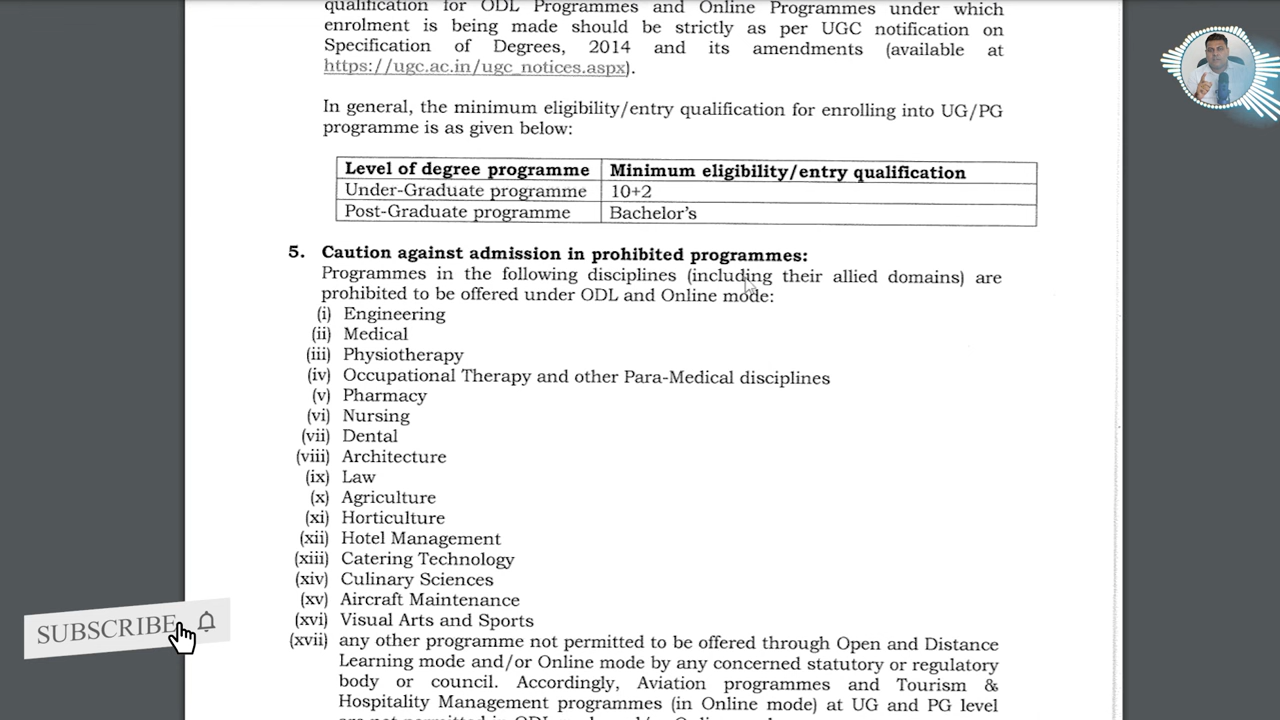 qualification for ODL Programmes and Online Programmes under which
enrolment is being made should be strictly as per UGC notification on
Specification of Degrees, 2014 and its amendments (available at
https://ugc.ac.in/ugc_notices.aspx).
In general, the minimum eligibility/entry qualification for enrolling into UG/PG
programme is as given below:
Level of degree programme Minimum eligibility/entry qualification
Under-Graduate programme 10+2
Post-Graduate programme Bachelor's
5. Caution against admission in prohibited programmes:
Programmes in the following disciplines (including their allied domains) are
prohibited to be offered under ODL and Online mode:
(i) Engineering
(ii) Medical
(iii) Physiotherapy
(iv) Occupational Therapy and other Para-Medical disciplines
(v) Pharmacy
(vi) Nursing
(vii) Dental
(viii) Architecture
(ix) Law
(x) Agriculture
(xi) Horticulture
(xii) Hotel Management
(xiii) Catering Technology
(xiv) Culinary Sciences
(xv) Aircraft Maintenance
(xvi) Visual Arts and Sports
(xvii) any other programme not permitted to be offered through Open and Distance
Learning mode and/or Online mode by any concerned statutory or regulatory
body or council. Accordingly, Aviation programmes and Tourism &
Hospitality Management programmes (in Online mode) at UG and PG level
SUBSCRIBE